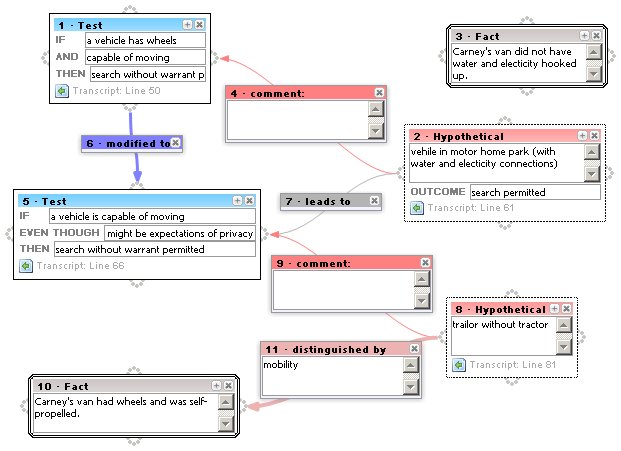 1 - Test
IF a vehicle has wheels
AND capable of moving
THEN search without warrant p
Transcript: Line 50
3 - Fact
Carney's van did not have
water and electicity hooked
up.
4 - comment:
2 - Hypothetical
vehile in motor home park (with
water and electicity connections)
OUTCOME search permitted
Transcript: Line 61
6 - modified to
5 - Test
IF a vehicle is capable of moving
EVEN THOUGH might be expectations of privacy
THEN search without warrant permitted
Transcript: Line 66
7 - leads to
9 - comment:
8 - Hypothetical
trailor without tractor
Transcript: Line 81
11 - distinguished by
mobility
10 - Fact
Carney's van had wheels and was self-
propelled.